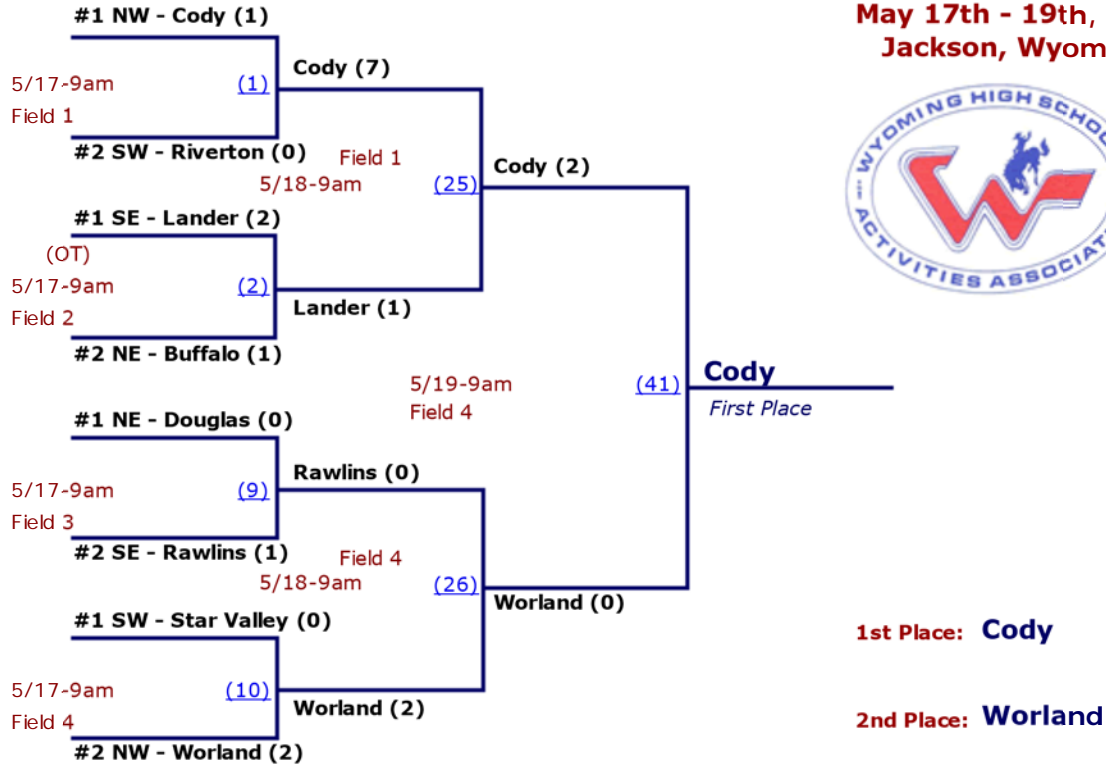 #1 NW - Cody (1)
May 17th - 19th,
Jackson, Wyom
5/17-9am
(1)
Cody (7)
Field 1
#2 SW - Riverton (0)
Field 1
5/18-9am
(25)
Cody (2)
#1 SE - Lander (2)
(OT)
5/17-9am
(2)
Field 2
Lander (1)
#2 NE - Buffalo (1)
WYOMING HIGH SCHOO
ACTIVITIES ASSOCIAT
5/19-9am
(41)
Field 4
Cody
First Place
#1 NE - Douglas (0)
Rawlins (0)
5/17-9am
(9)
Field 3
#2 SE - Rawlins (1)
Field 4
5/18-9am
(26)
Worland (0)
#1 SW - Star Valley (0)
5/17-9am
(10)
Field 4
Worland (2)
#2 NW - Worland (2)
1st Place: Cody
2nd Place: Worland